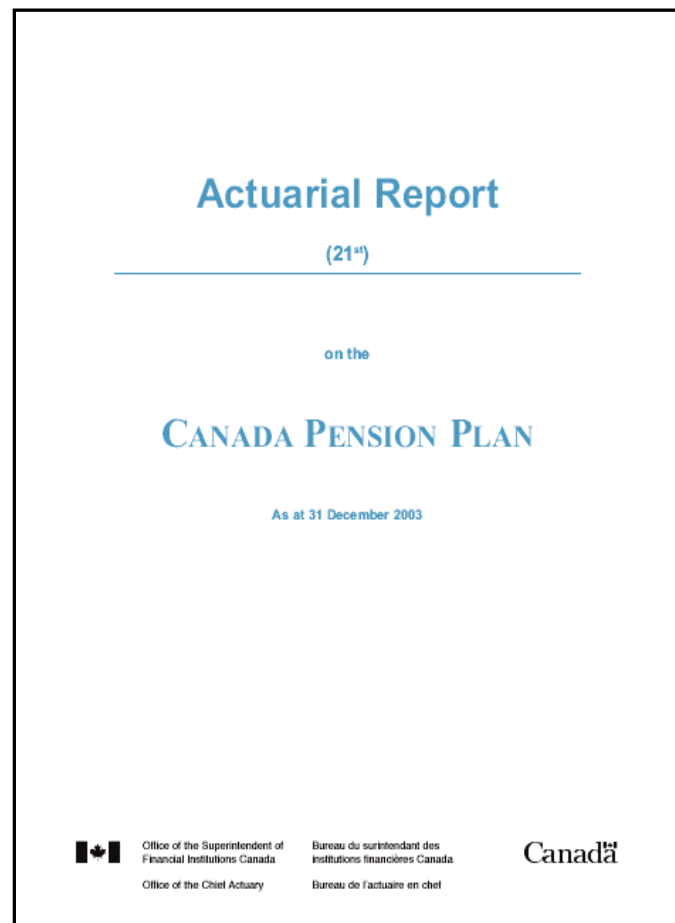 Actuarial Report
(21st)
on the
CANADA PENSION PLAN
As at 31 December 2003
Office of the Superintendent of
Financial Institutions Canada
Office of the Chief Actuary
Bureau du surintendant des
institutions financières Canada
Bureau de l'actuaire en chef
Canada